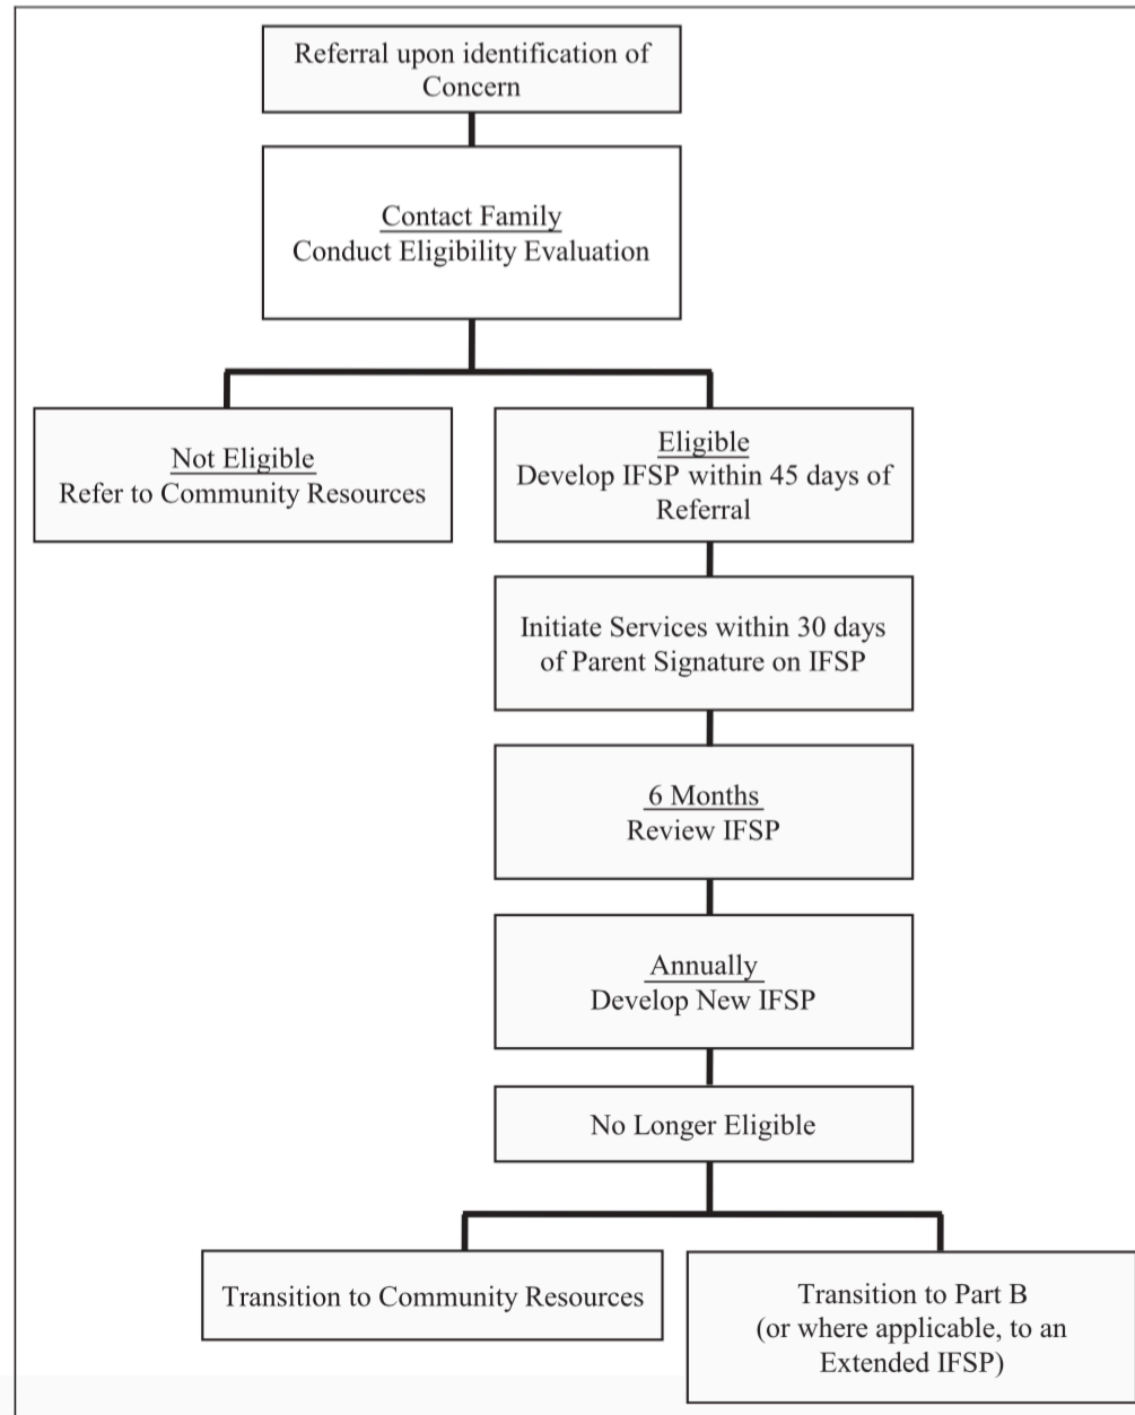 Referral upon identification of
Concern
Contact Family
Conduct Eligibility Evaluation
Not Eligible
Refer to Community Resources
Eligible
Develop IFSP within 45 days of
Referral
Initiate Services within 30 days
of Parent Signature on IFSP
6 Months
Review IFSP
Annually
Develop New IFSP
No Longer Eligible
Transition to Community Resources
Transition to Part B
(or where applicable, to an
Extended IFSP)